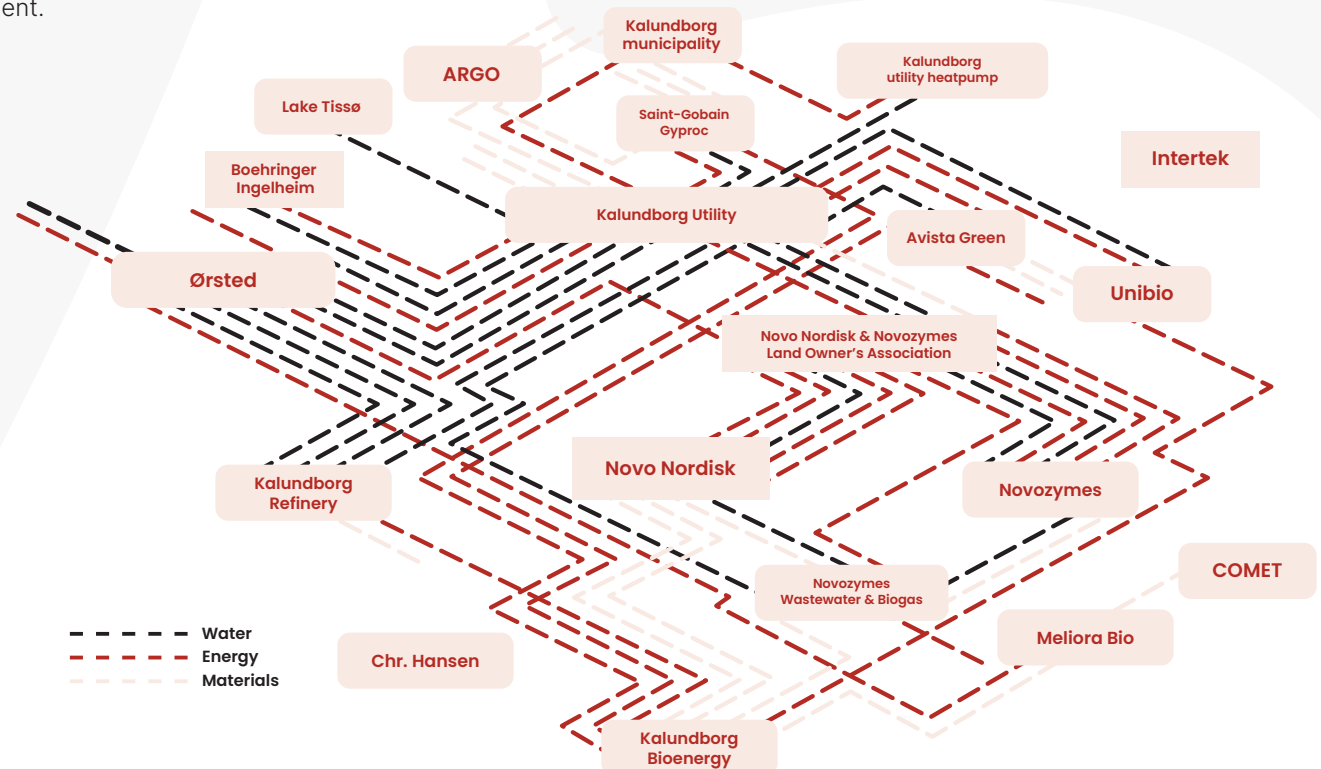 ent.
Kalundborg
municipality
ARGO
Kalundborg
utility heatpump
Lake Tissø
Saint-Gobain
Gyproc
Intertek
Boehringer
Ingelheim
Kalundborg Utility
Avista Green
Ørsted
Unibio
Novo Nordisk & Novozymes
Land Owner’s Association
Novo Nordisk
Kalundborg
Refinery
Novozymes
COMET
Novozymes
Wastewater & Biogas
Water
Energy
Materials
Chr. Hansen
Meliora Bio
Kalundborg
Bioenergy